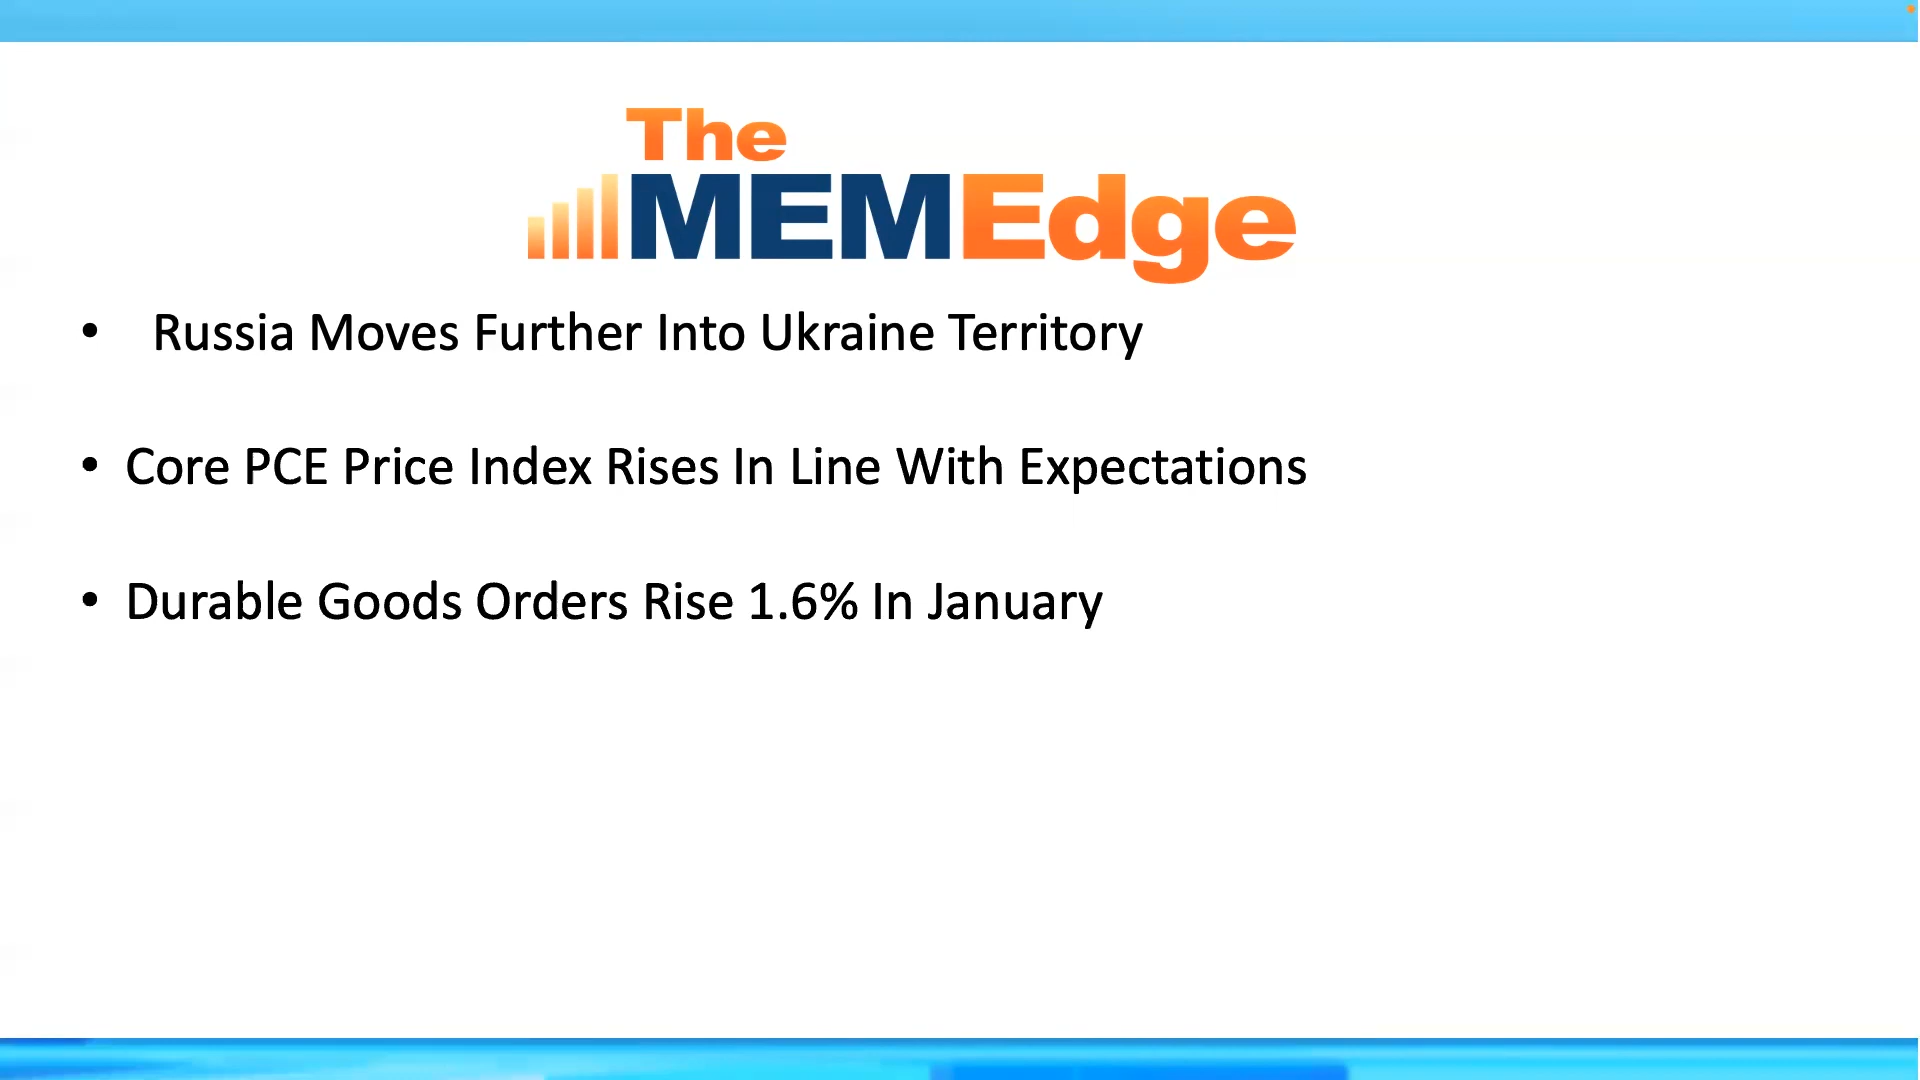 The
MEMEdge
• Russia Moves Further Into Ukraine Territory
• Core PCE Price Index Rises In Line With Expectations
• Durable Goods Orders Rise 1.6% In January